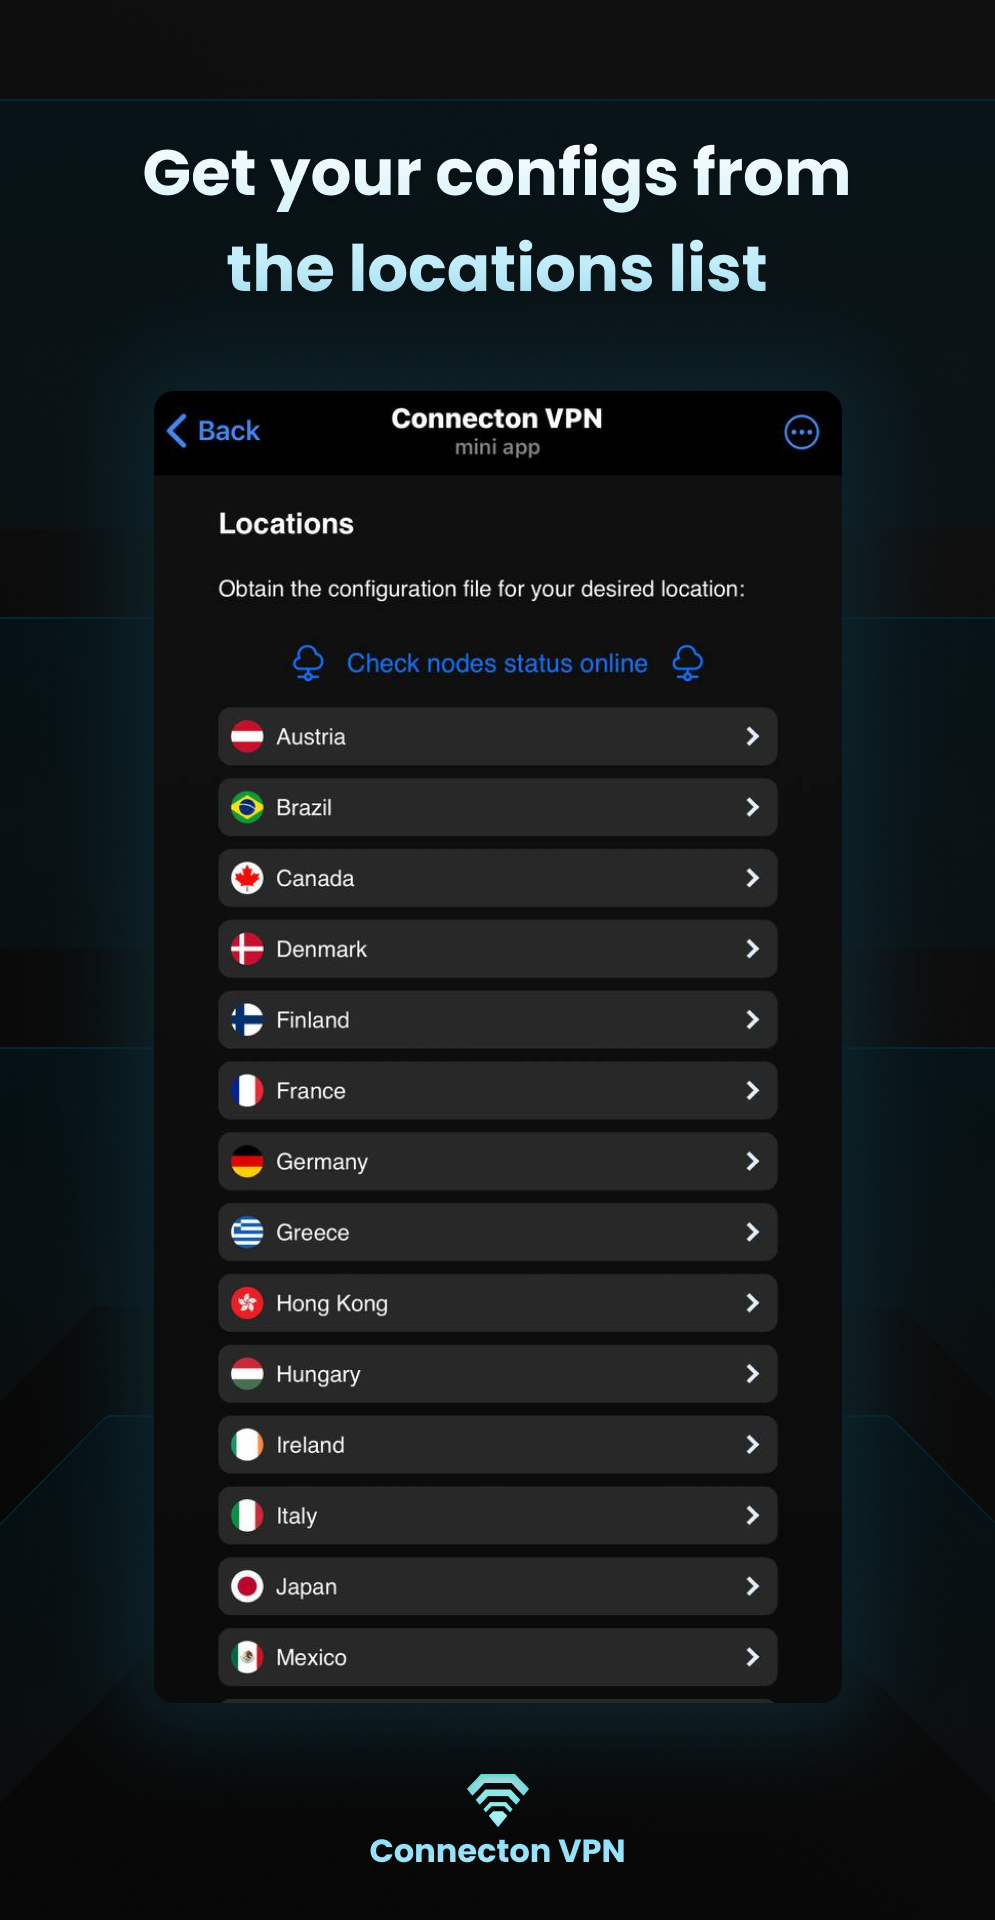 Get your configs from
the locations list
Back
Connecton VPN
mini app
Locations
Obtain the configuration file for your desired location:
Check nodes status online
Austria
Brazil
Canada
Denmark
Finland
France
Germany
Greece
Hong Kong
Hungary
Ireland
Italy
Japan
Mexico
Connecton VPN